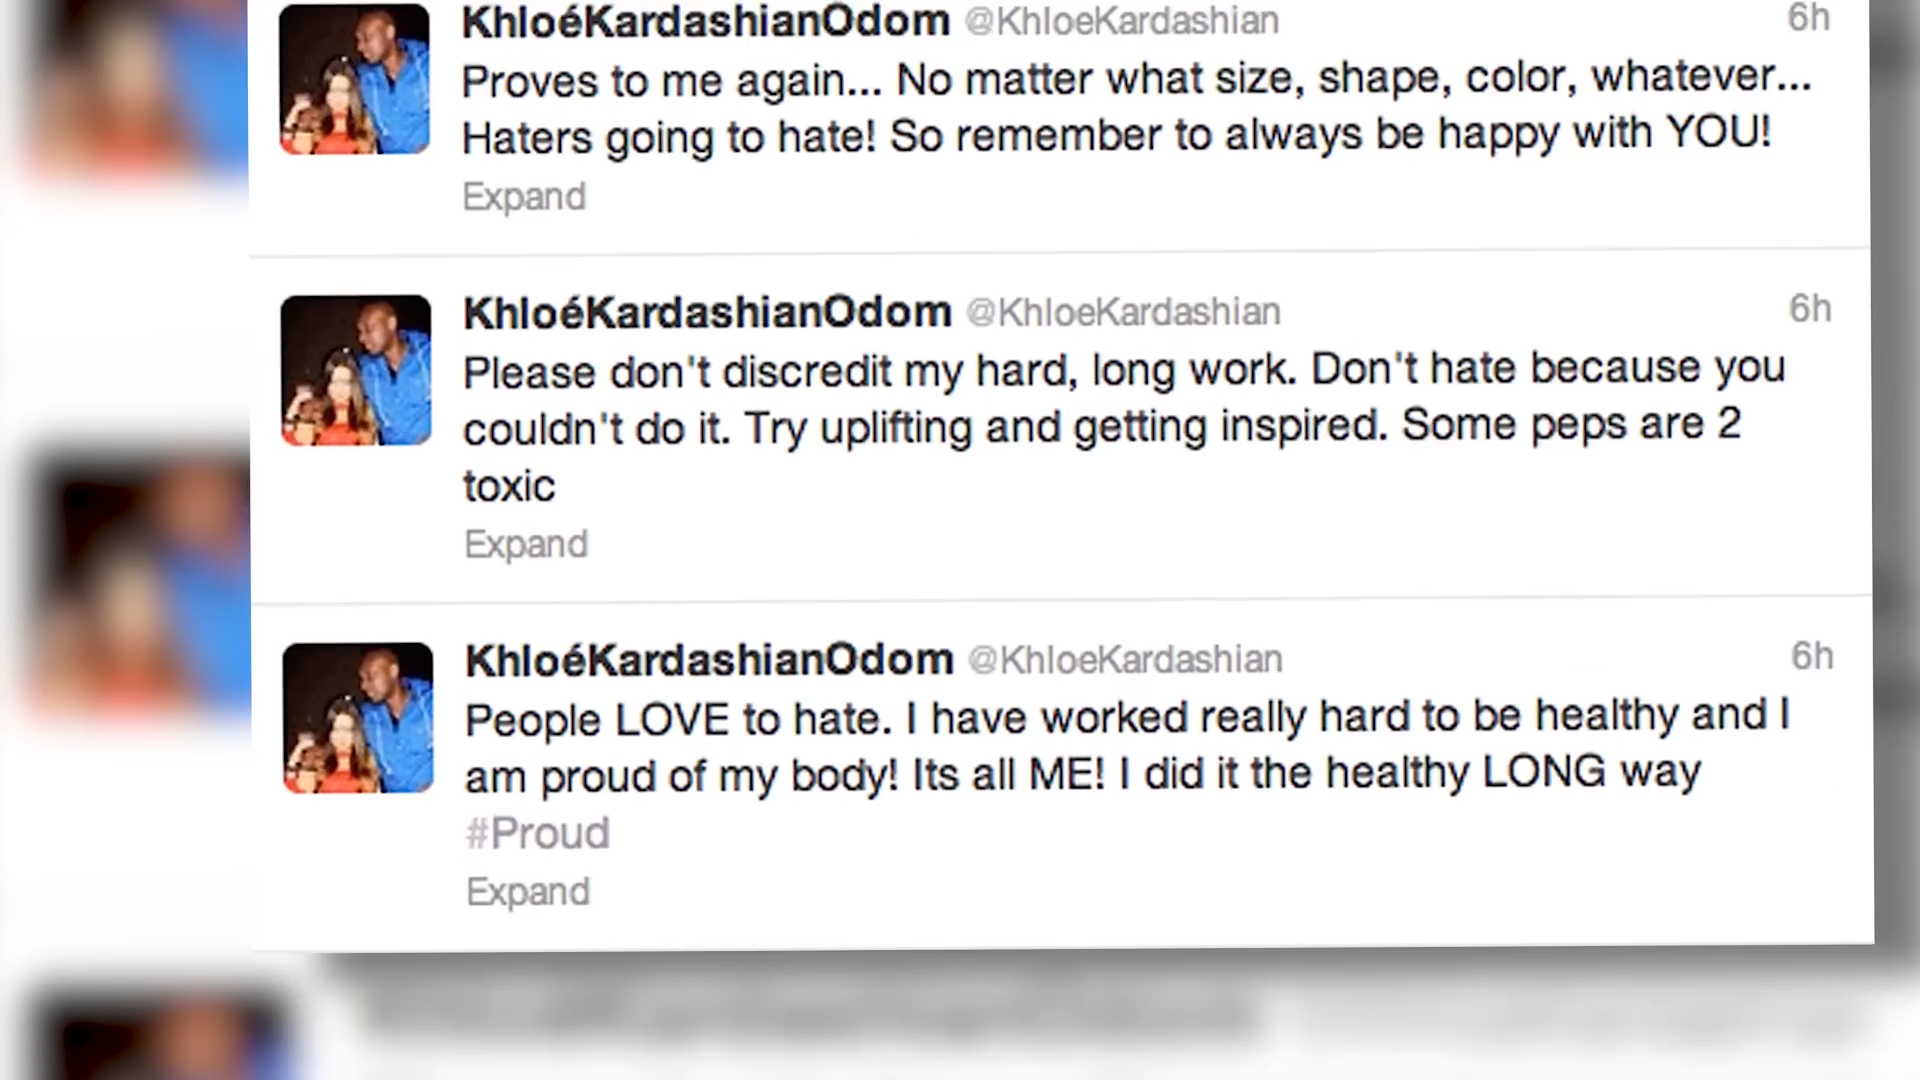 KhloéKardashianOdom @KhloeKardashian 6h
Proves to me again... No matter what size, shape, color, whatever...
Haters going to hate! So remember to always be happy with YOU!
Expand
KhloéKardashianOdom @KhloeKardashian 6h
Please don't discredit my hard, long work. Don't hate because you
couldn't do it. Try uplifting and getting inspired. Some peps are 2
toxic
Expand
KhloéKardashianOdom @KhloeKardashian 6h
People LOVE to hate. I have worked really hard to be healthy and I
am proud of my body! Its all ME! I did it the healthy LONG way
#Proud
Expand